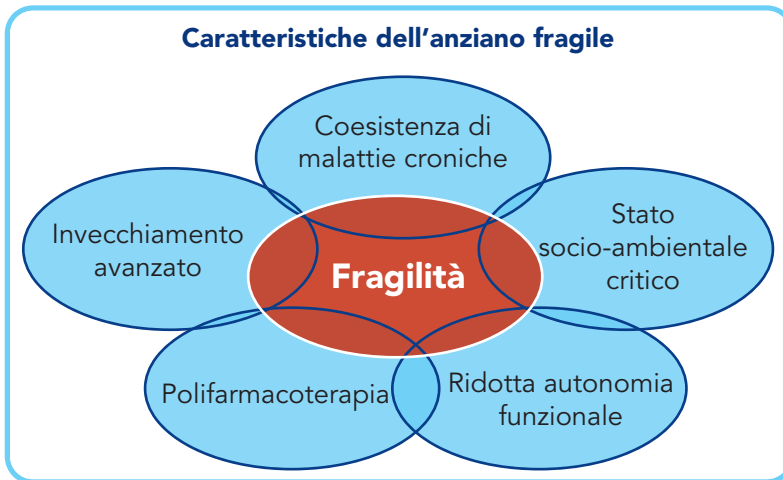 Caratteristiche dell'anziano fragile
Coesistenza di
malattie croniche
Invecchiamento
avanzato
Stato
socio-ambientale
critico
Fragilità
Polifarmacoterapia
Ridotta autonomia
funzionale